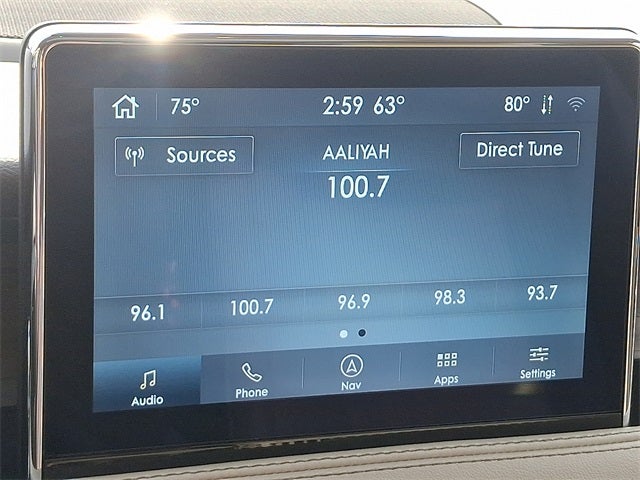 75° 2:59 63° 80°
Sources AALIYAH Direct Tune
100.7
96.1 100.7 96.9 98.3 93.7
Audio Phone Nav Apps Settings